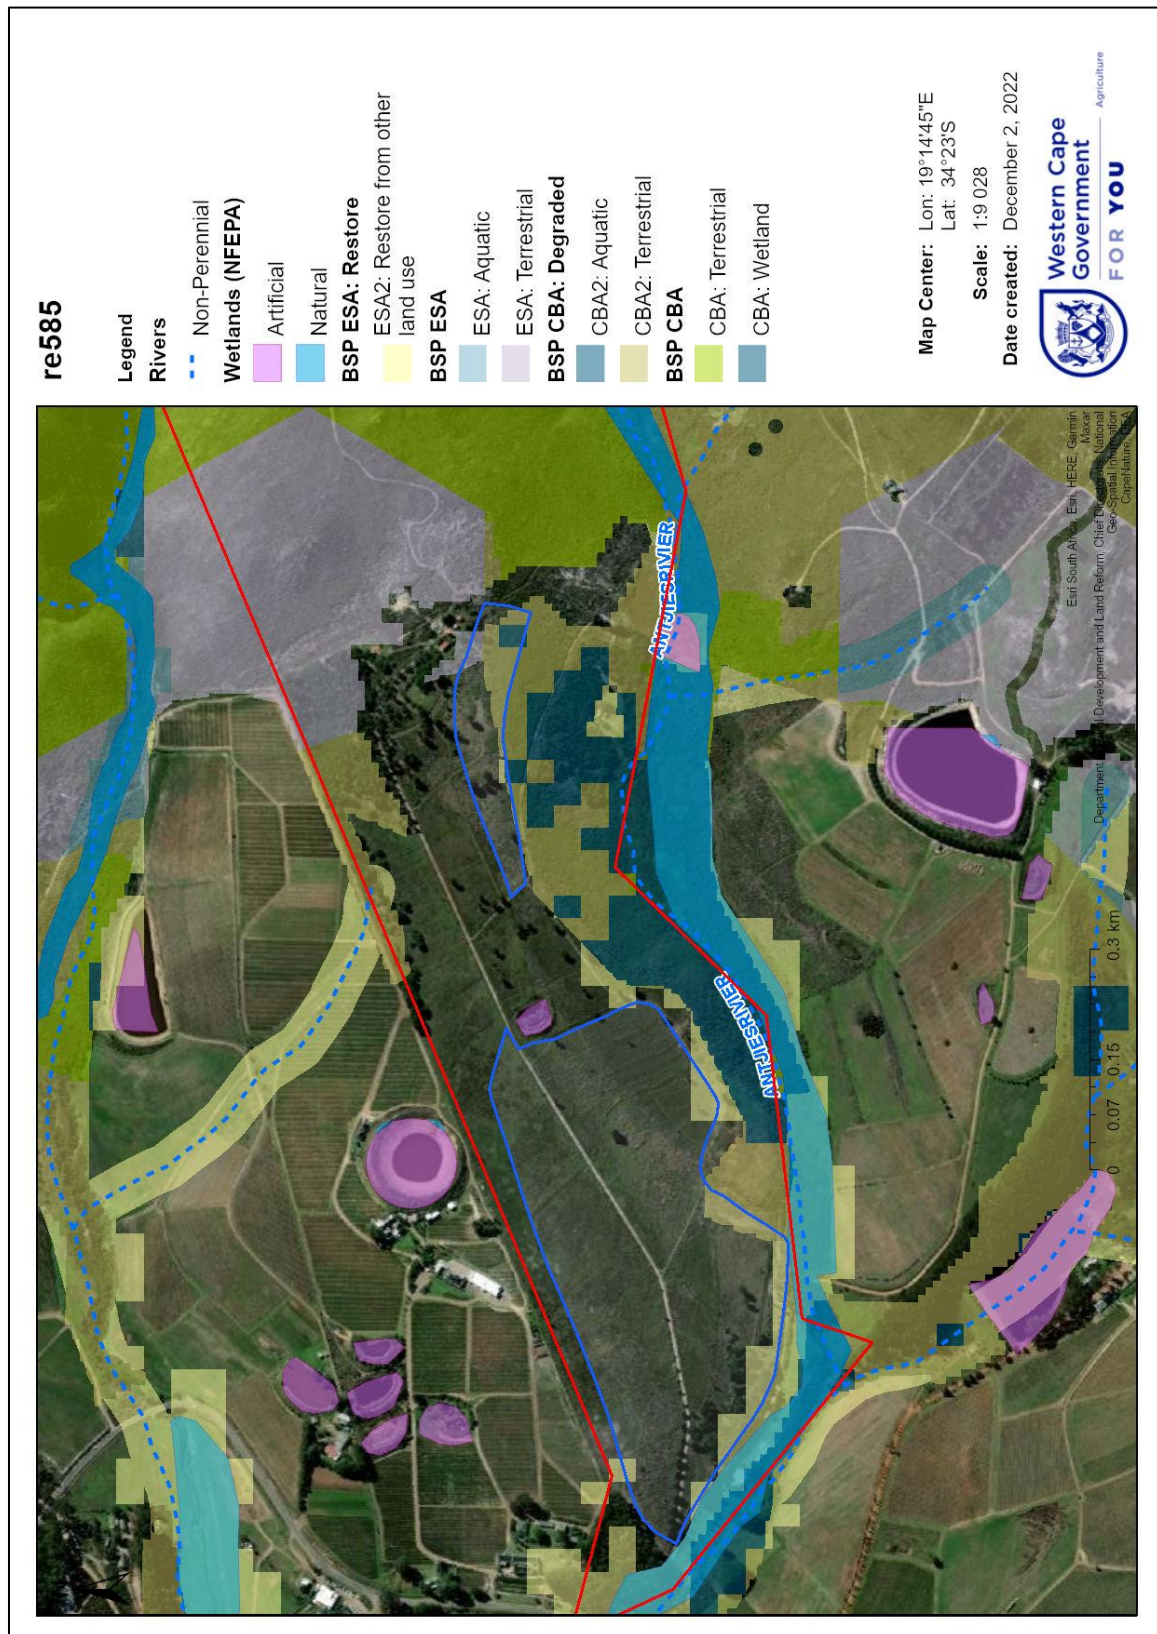 re585
Legend
Rivers
Non-Perennial
Wetlands (NFEPA)
Artificial
Natural
BSP ESA: Restore
ESA2: Restore from other
land use
BSP ESA
ESA: Aquatic
ESA: Terrestrial
BSP CBA: Degraded
CBA2: Aquatic
CBA2: Terrestrial
BSP CBA
CBA: Terrestrial
CBA: Wetland
Map Center: Lon: 19°14'45"E
Lat: 34°23'S
Scale: 1:9 028
Date created: December 2, 2022
Western Cape
Government
FOR YOU
Agriculture
ANTJIESRIVIER
ANTJIESRIVIER
0 0.07 0.15 0.3 km
Esri South Africa, Esri, HERE, Garmin
Maxar
Department Development and Land Reform, Chief Directorate National
Geo-Spatial Information
CapeNature,